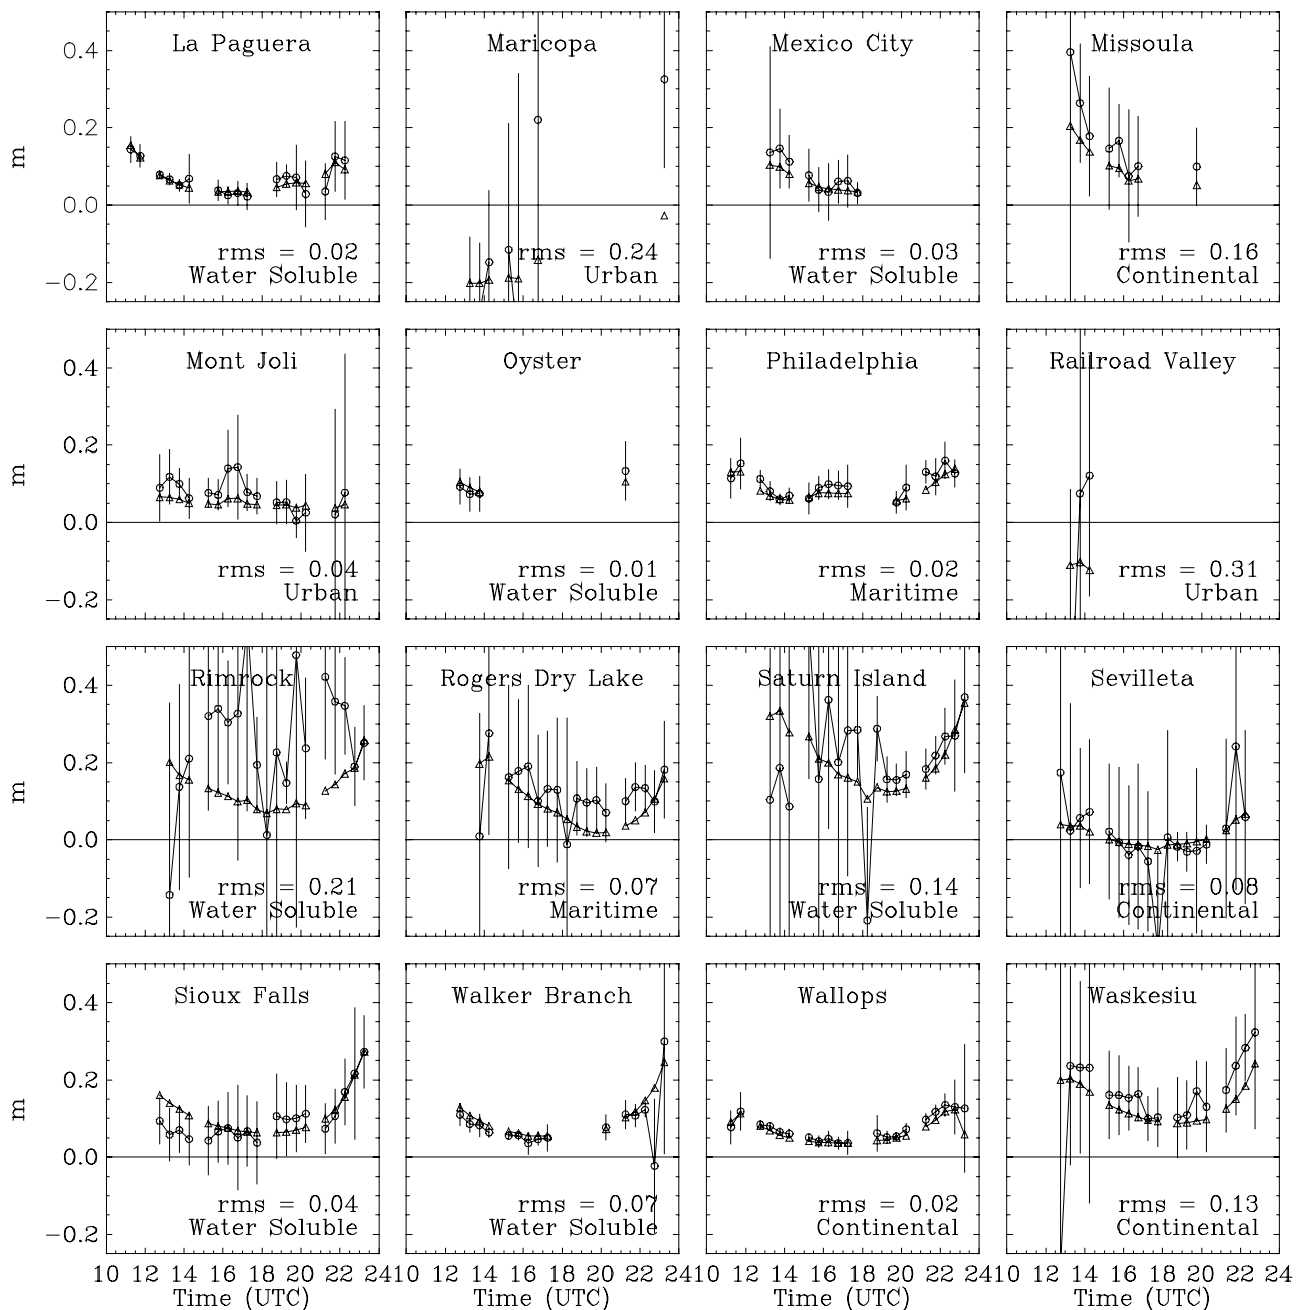 La Paguera
Maricopa
Mexico City
Missoula
m
0.4
0.2
0.0
−0.2
rms = 0.02
Water Soluble
rms = 0.24
Urban
rms = 0.03
Water Soluble
rms = 0.16
Continental
Mont Joli
Oyster
Philadelphia
Railroad Valley
m
0.4
0.2
0.0
−0.2
rms = 0.04
Urban
rms = 0.01
Water Soluble
rms = 0.02
Maritime
rms = 0.31
Urban
Rimrock
Rogers Dry Lake
Saturn Island
Sevilleta
m
0.4
0.2
0.0
−0.2
rms = 0.21
Water Soluble
rms = 0.07
Maritime
rms = 0.14
Water Soluble
rms = 0.08
Continental
Sioux Falls
Walker Branch
Wallops
Waskesiu
m
0.4
0.2
0.0
−0.2
rms = 0.04
Water Soluble
rms = 0.07
Water Soluble
rms = 0.02
Continental
rms = 0.13
Continental
10 12 14 16 18 20 22 24
10 12 14 16 18 20 22 24
10 12 14 16 18 20 22 24
10 12 14 16 18 20 22 24
Time (UTC)
Time (UTC)
Time (UTC)
Time (UTC)